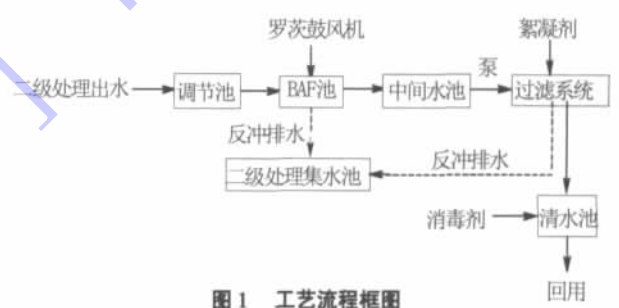 罗茨鼓风机
絮凝剂
二级处理出水
调节池
BAF池
中间水池
泵
过滤系统
反冲排水
反冲排水
二级处理集水池
消毒剂
清水池
回用
图1 工艺流程框图